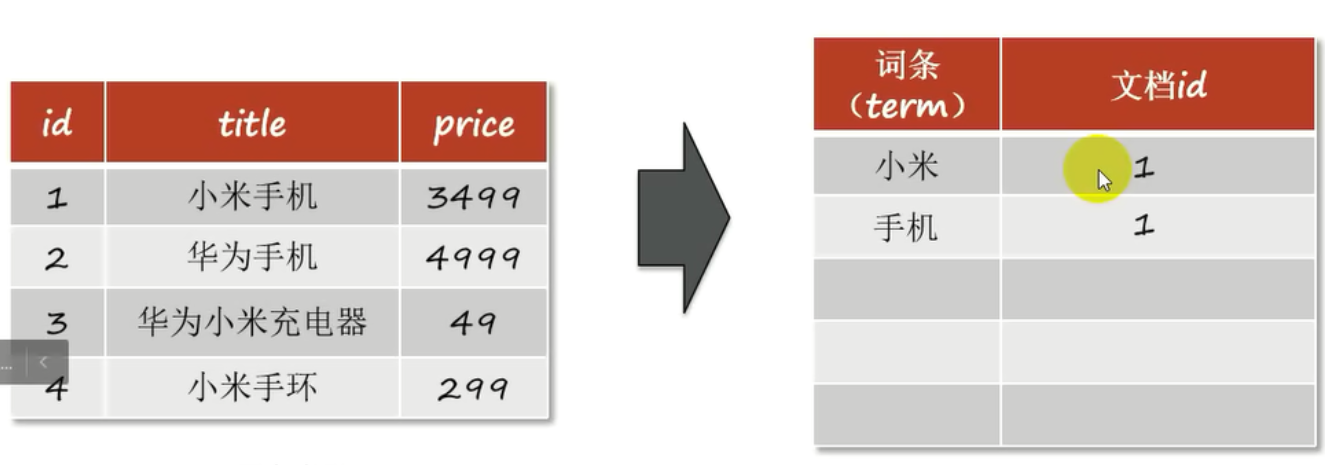 id title price
1 小米手机 3499
2 华为手机 4999
3 华为小米充电器 49
4 小米手环 299
词条
（term） 文档id
小米 1
手机 1